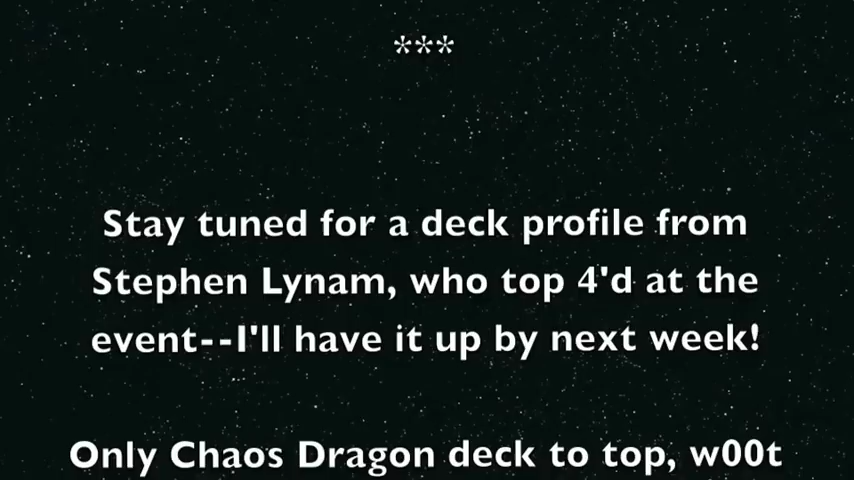 ***
Stay tuned for a deck profile from
Stephen Lynam, who top 4'd at the
event--I'll have it up by next week!
Only Chaos Dragon deck to top, w00t